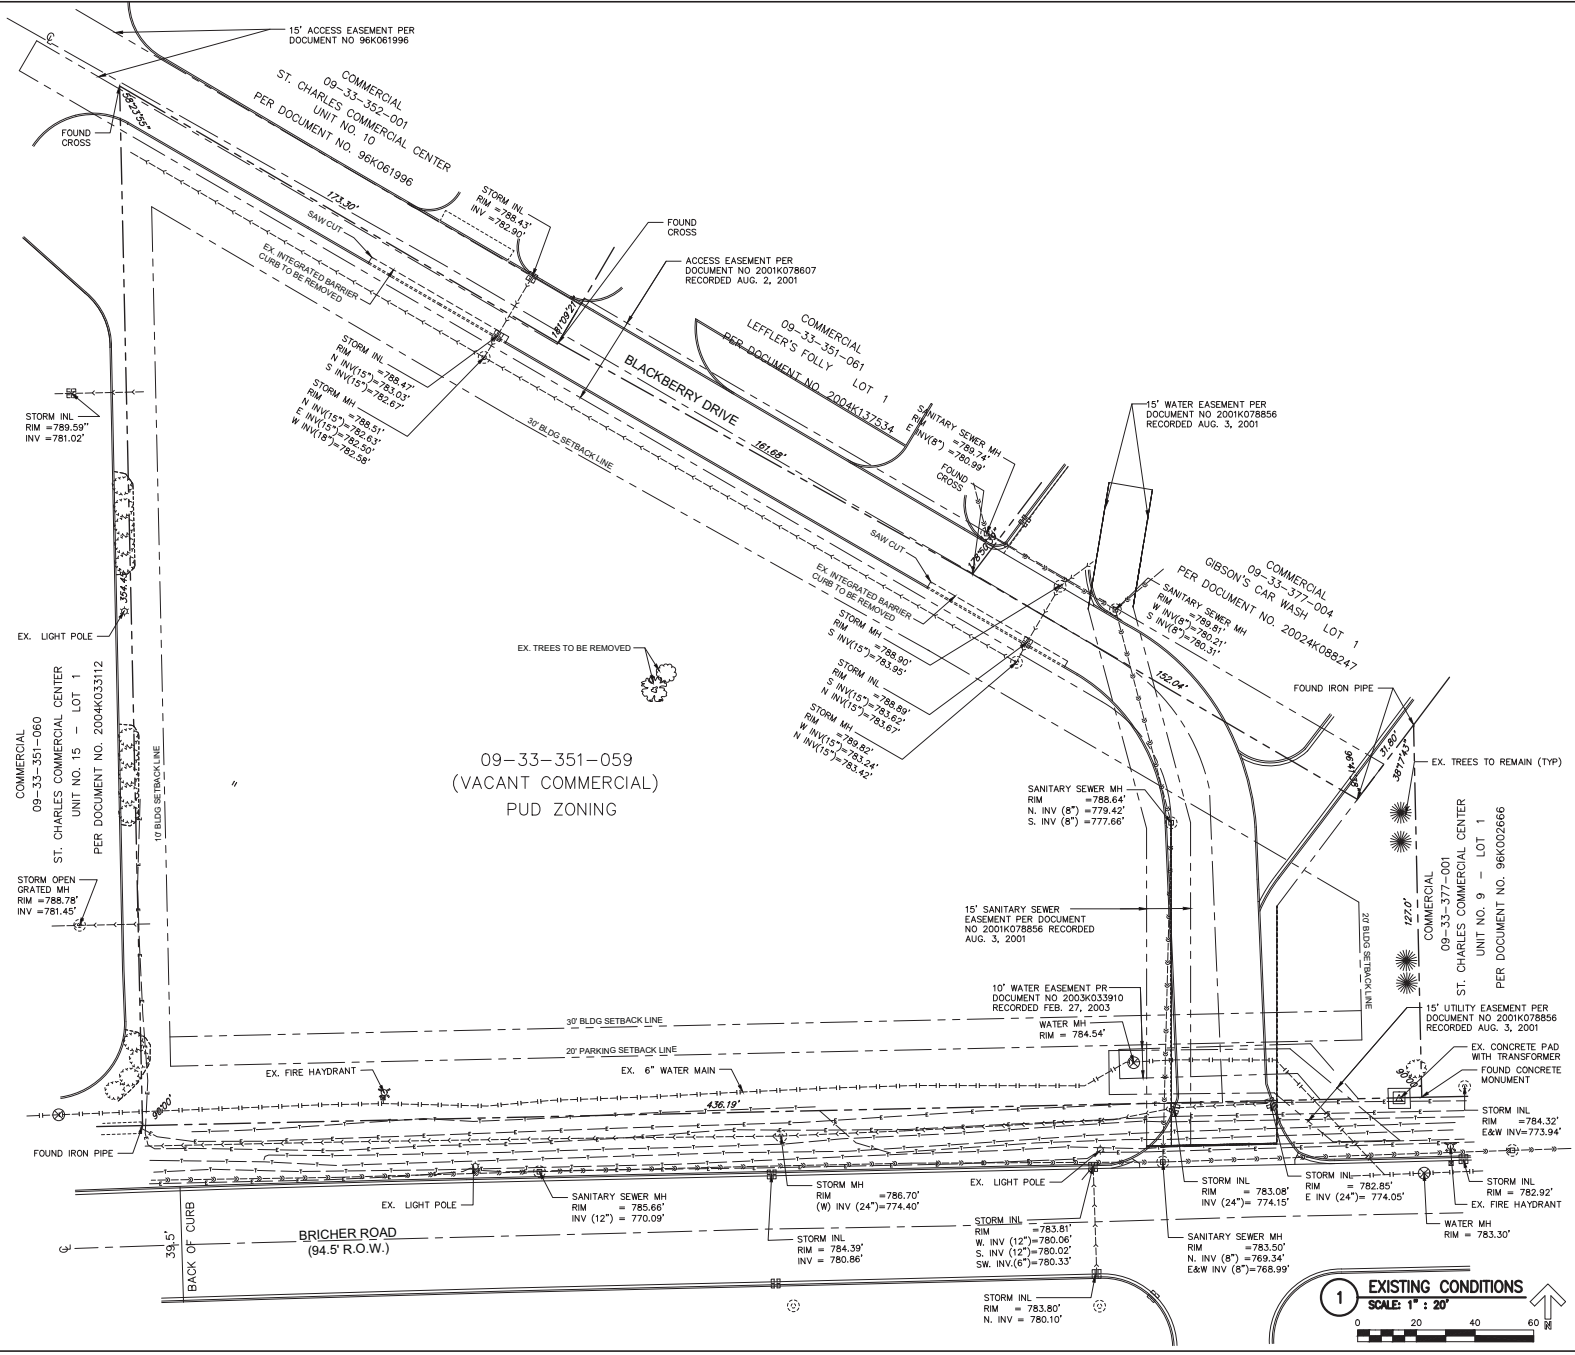 15' ACCESS EASEMENT PER
DOCUMENT NO 96K061996
COMMERCIAL
09-33-352-001
ST. CHARLES COMMERCIAL CENTER
UNIT NO. 10
PER DOCUMENT NO. 96K061996
58°23'55"
FOUND
CROSS
173.30'
SAW CUT
EX. INTEGRATED BARRIER
CURB TO BE REMOVED
STORM INL
RIM =788.43'
INV =782.90'
FOUND
CROSS
181°09'21"
ACCESS EASEMENT PER
DOCUMENT NO 2001K078607
RECORDED AUG. 2, 2001
COMMERCIAL
09-33-351-061
LEFFLER'S FOLLY LOT 1
PER DOCUMENT NO. 2004K137534
BLACKBERRY DRIVE
STORM INL
RIM =788.47'
N INV(15")=783.03'
S INV(15")=782.67'
STORM MH
RIM =788.51'
N INV(15")=782.63'
E INV(15")=782.50'
W INV(18")=782.58'
30' BLDG SETBACK LINE
161.68'
STORM INL
RIM =789.59"
INV =781.02'
SANITARY SEWER MH
RIM =789.74'
E INV(8") =780.99'
FOUND
CROSS
15' WATER EASEMENT PER
DOCUMENT NO 2001K078856
RECORDED AUG. 3, 2001
SAW CUT
EX. INTEGRATED BARRIER
CURB TO BE REMOVED
COMMERCIAL
09-33-377-004
GIBSON'S CAR WASH LOT 1
PER DOCUMENT NO. 20024K088247
SANITARY SEWER MH
RIM =789.81'
W INV(8")=780.21'
S INV(8")=780.31'
354.43'
EX. LIGHT POLE
EX. TREES TO BE REMOVED
STORM MH
RIM =788.90'
S INV(15")=783.95'
STORM INL
RIM =788.89'
S INV(15")=783.62'
N INV(15")=783.67'
STORM MH
RIM =789.82'
W INV(15")=783.24'
N INV(15")=783.42'
152.04'
FOUND IRON PIPE
31.80'
38°17'43"
EX. TREES TO REMAIN (TYP)
COMMERCIAL
09-33-351-060
ST. CHARLES COMMERCIAL CENTER
UNIT NO. 15 - LOT 1
PER DOCUMENT NO. 2004K033112
10' BLDG SETBACK LINE
"
09-33-351-059
(VACANT COMMERCIAL)
PUD ZONING
SANITARY SEWER MH
RIM =788.64'
N. INV (8") =779.42'
S. INV (8") =777.66'
STORM OPEN
GRATED MH
RIM =788.78'
INV =781.45'
15' SANITARY SEWER
EASEMENT PER DOCUMENT
NO 2001K078856 RECORDED
AUG. 3, 2001
20' BLDG SETBACK LINE
127.0'
COMMERCIAL
09-33-377-001
ST. CHARLES COMMERCIAL CENTER
UNIT NO. 9 - LOT 1
PER DOCUMENT NO. 96K002666
10' WATER EASEMENT PR
DOCUMENT NO 2003K033910
RECORDED FEB. 27, 2003
WATER MH
RIM = 784.54'
15' UTILITY EASEMENT PER
DOCUMENT NO 2001K078856
RECORDED AUG. 3, 2001
30' BLDG SETBACK LINE
20' PARKING SETBACK LINE
EX. FIRE HAYDRANT
EX. 6" WATER MAIN
EX. CONCRETE PAD
WITH TRANSFORMER
FOUND CONCRETE
MONUMENT
436.19'
STORM INL
RIM =784.32'
E&W INV=773.94'
FOUND IRON PIPE
EX. LIGHT POLE
SANITARY SEWER MH
RIM = 785.66'
INV (12") = 770.09'
STORM MH
RIM =786.70'
(W) INV (24")=774.40'
EX. LIGHT POLE
STORM INL
RIM = 783.08'
INV (24")= 774.15'
STORM INL
RIM = 782.85'
E INV (24")= 774.05'
STORM INL
RIM = 782.92'
EX. FIRE HAYDRANT
WATER MH
RIM = 783.30'
39.5'
BACK OF CURB
BRICHER ROAD
(94.5' R.O.W.)
STORM INL
RIM = 784.39'
INV = 780.86'
STORM INL
RIM =783.81'
W. INV (12")=780.06'
S. INV (12")=780.02'
SW. INV.(6")=780.33'
SANITARY SEWER MH
RIM =783.50'
N. INV (8") =769.34'
E&W INV (8")=768.99'
STORM INL
RIM = 783.80'
N. INV = 780.10'
1
EXISTING CONDITIONS
SCALE: 1" : 20'
0 20 40 60
N